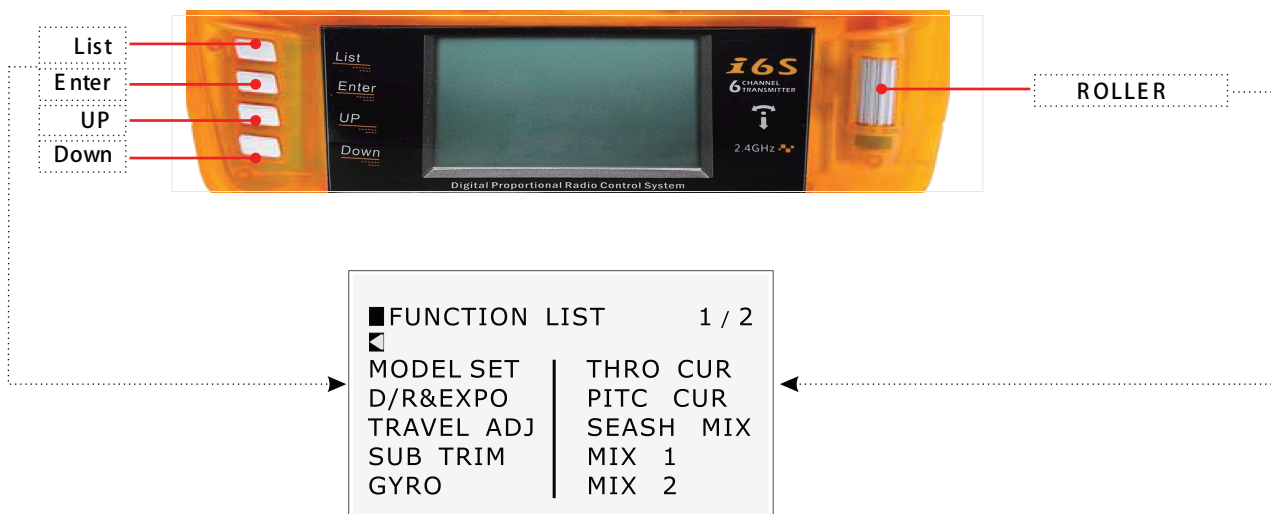 List
Enter
UP
Down
List
Enter
UP
Down
i6S
6 CHANNEL
TRANSMITTER
2.4GHz
Digital Proportional Radio Control System
ROLLER
FUNCTION LIST 1 / 2
MODEL SET THRO CUR
D/R&EXPO PITC CUR
TRAVEL ADJ SEASH MIX
SUB TRIM MIX 1
GYRO MIX 2